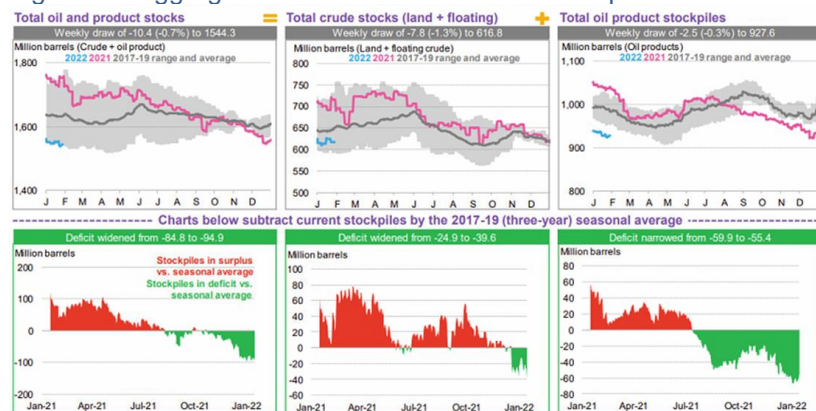 Total oil and product stocks
=
Total crude stocks (land + floating)
+
Total oil product stockpiles
Weekly draw of -10.4 (-0.7%) to 1544.3
Weekly draw of -7.8 (-1.3%) to 616.8
Weekly draw of -2.5 (-0.3%) to 927.6
Million barrels (Crude + oil product)
2022 2021 2017-19 range and average
1,800
1,600
1,400
J F M A M J J A S O N D
Million barrels (Land + floating crude)
2022 2021 2017-19 range and average
800
750
700
650
600
550
500
J F M A M J J A S O N D
Million barrels (Oil products)
2022 2021 2017-19 range and average
1,100
1,000
900
800
J F M A M J J A S O N D
Charts below subtract current stockpiles by the 2017-19 (three-year) seasonal average
Deficit widened from -84.8 to -94.9
Million barrels
Stockpiles in surplus
vs. seasonal average
Stockpiles in deficit vs.
seasonal average
200
100
0
-100
-200
Jan-21 Apr-21 Jul-21 Oct-21 Jan-22
Deficit widened from -24.9 to -39.6
Million barrels
100
80
60
40
20
0
-20
-40
-60
Jan-21 Apr-21 Jul-21 Oct-21 Jan-22
Deficit narrowed from -59.9 to -55.4
Million barrels
80
60
40
20
0
-20
-40
-60
-80
Jan-21 Apr-21 Jul-21 Oct-21 Jan-22